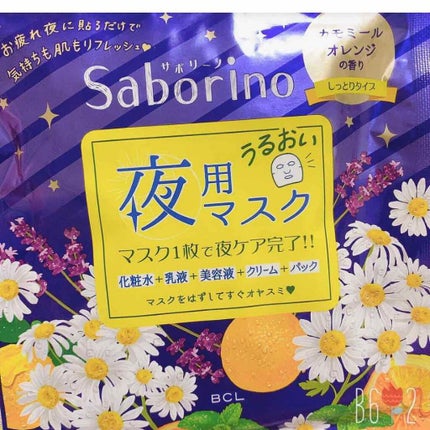 お疲れ夜に貼るだけで
気持ちも肌もリフレッシュ♥
カモミール
オレンジ
の香り
しっとりタイプ
サボリーノ
Saborino
うるおい
夜用
マスク
マスク1枚で夜ケア完了!!
化粧水+乳液+美容液+クリーム+パック
マスクをはずしてすぐオヤスミ♥
BCL
B612